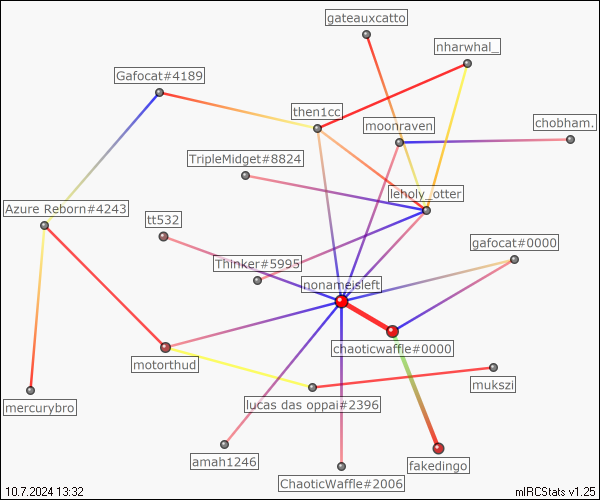 gateauxcatto
nharwhal_
Gafocat#4189
then1cc
moonraven
chobham.
TripleMidget#8824
leholy_otter
Azure Reborn#4243
tt532
gafocat#0000
Thinker#5995
nonameisleft
chaoticwaffle#0000
motorthud
mukszi
mercurybro
lucas das oppai#2396
amah1246
fakedingo
ChaoticWaffle#2006
10.7.2024 13:32
mIRCStats v1.25